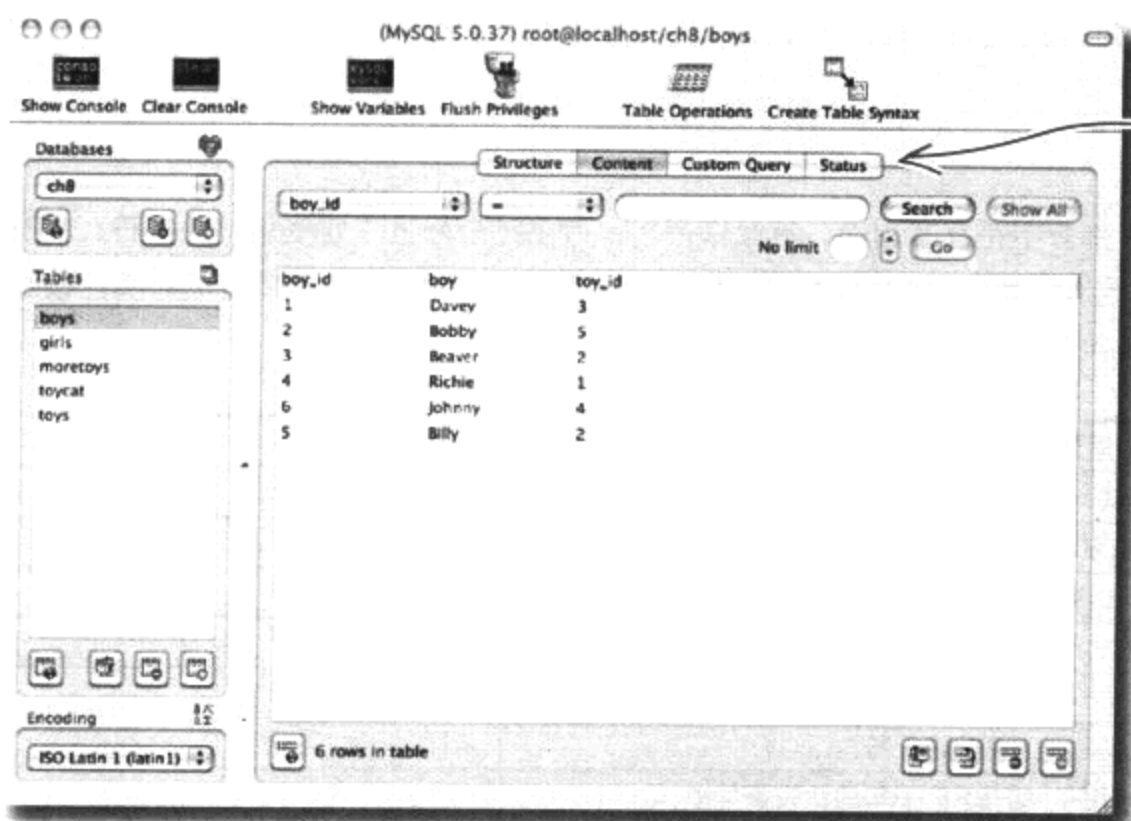 (MySQL 5.0.37) root@localhost/ch8/boys
Show Console Clear Console Show Variables Flush Privileges Table Operations Create Table Syntax
Databases
ch8
Structure Content Custom Query Status
boy_id = Search Show All
No limit Go
Tables
boys
girls
moretoys
toycat
toys
boy_id boy toy_id
1 Davey 3
2 Bobby 5
3 Beaver 2
4 Richie 1
6 Johnny 4
5 Billy 2
Encoding
ISO Latin 1 (latin1)
6 rows in table